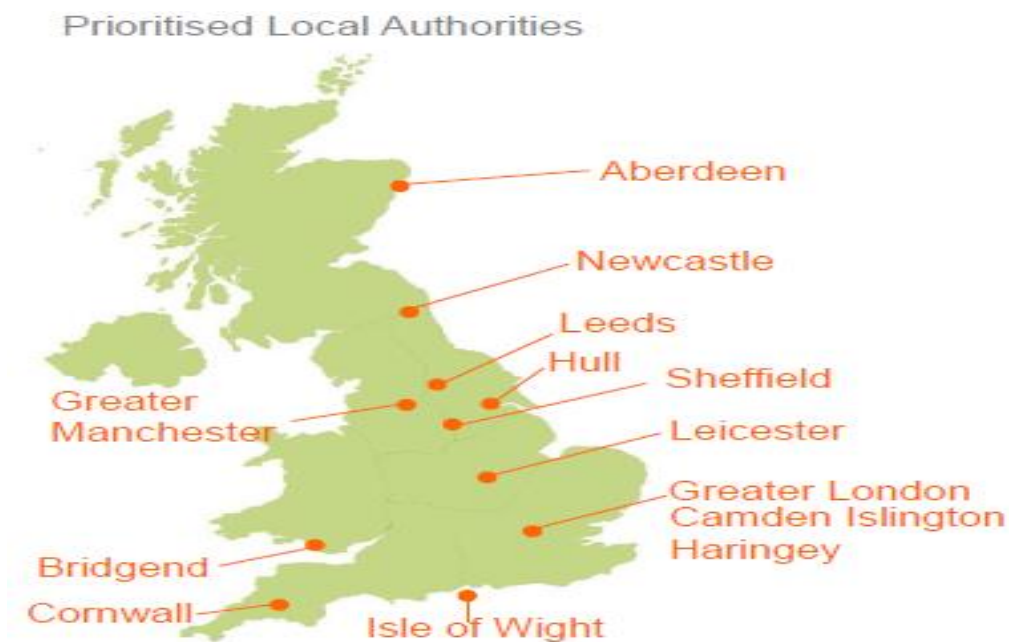 Prioritised Local Authorities
Aberdeen
Newcastle
Leeds
Hull
Sheffield
Greater
Manchester
Leicester
Greater London
Camden Islington
Haringey
Bridgend
Cornwall
Isle of Wight